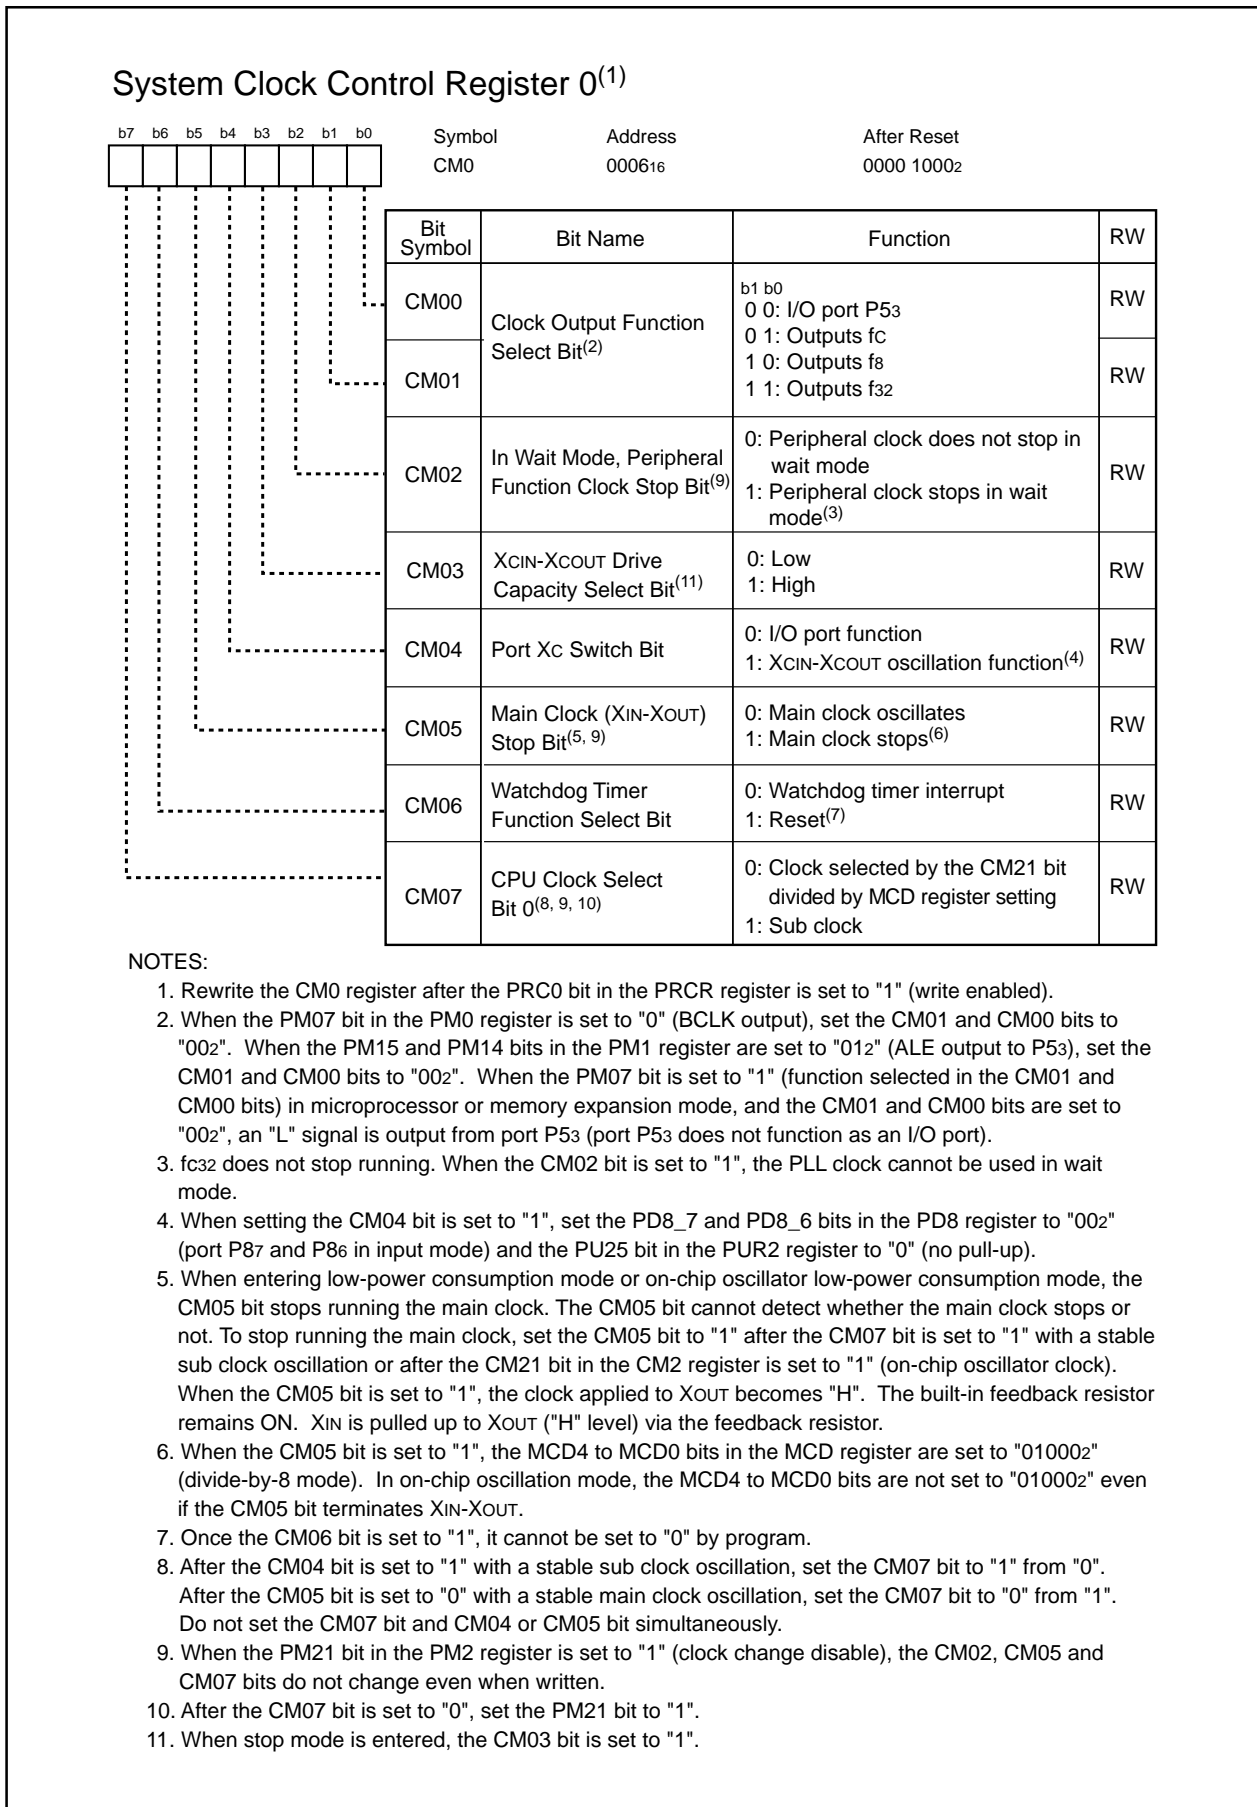 System Clock Control Register 0(1)
b7 b6 b5 b4 b3 b2 b1 b0
Symbol Address After Reset
CM0 000616 0000 10002
Bit Symbol Bit Name Function RW
CM00 Clock Output Function Select Bit(2) RW
CM01 RW
b1 b0
0 0: I/O port P53
0 1: Outputs fC
1 0: Outputs f8
1 1: Outputs f32
CM02 In Wait Mode, Peripheral Function Clock Stop Bit(9) RW
0: Peripheral clock does not stop in
wait mode
1: Peripheral clock stops in wait
mode(3)
CM03 XCIN-XCOUT Drive Capacity Select Bit(11) RW
0: Low
1: High
CM04 Port XC Switch Bit RW
0: I/O port function
1: XCIN-XCOUT oscillation function(4)
CM05 Main Clock (XIN-XOUT) Stop Bit(5, 9) RW
0: Main clock oscillates
1: Main clock stops(6)
CM06 Watchdog Timer Function Select Bit RW
0: Watchdog timer interrupt
1: Reset(7)
CM07 CPU Clock Select Bit 0(8, 9, 10) RW
0: Clock selected by the CM21 bit
divided by MCD register setting
1: Sub clock
NOTES:
1. Rewrite the CM0 register after the PRC0 bit in the PRCR register is set to "1" (write enabled).
2. When the PM07 bit in the PM0 register is set to "0" (BCLK output), set the CM01 and CM00 bits to
"002". When the PM15 and PM14 bits in the PM1 register are set to "012" (ALE output to P53), set the
CM01 and CM00 bits to "002". When the PM07 bit is set to "1" (function selected in the CM01 and
CM00 bits) in microprocessor or memory expansion mode, and the CM01 and CM00 bits are set to
"002", an "L" signal is output from port P53 (port P53 does not function as an I/O port).
3. fc32 does not stop running. When the CM02 bit is set to "1", the PLL clock cannot be used in wait
mode.
4. When setting the CM04 bit is set to "1", set the PD8_7 and PD8_6 bits in the PD8 register to "002"
(port P87 and P86 in input mode) and the PU25 bit in the PUR2 register to "0" (no pull-up).
5. When entering low-power consumption mode or on-chip oscillator low-power consumption mode, the
CM05 bit stops running the main clock. The CM05 bit cannot detect whether the main clock stops or
not. To stop running the main clock, set the CM05 bit to "1" after the CM07 bit is set to "1" with a stable
sub clock oscillation or after the CM21 bit in the CM2 register is set to "1" (on-chip oscillator clock).
When the CM05 bit is set to "1", the clock applied to XOUT becomes "H". The built-in feedback resistor
remains ON. XIN is pulled up to XOUT ("H" level) via the feedback resistor.
6. When the CM05 bit is set to "1", the MCD4 to MCD0 bits in the MCD register are set to "010002"
(divide-by-8 mode). In on-chip oscillation mode, the MCD4 to MCD0 bits are not set to "010002" even
if the CM05 bit terminates XIN-XOUT.
7. Once the CM06 bit is set to "1", it cannot be set to "0" by program.
8. After the CM04 bit is set to "1" with a stable sub clock oscillation, set the CM07 bit to "1" from "0".
After the CM05 bit is set to "0" with a stable main clock oscillation, set the CM07 bit to "0" from "1".
Do not set the CM07 bit and CM04 or CM05 bit simultaneously.
9. When the PM21 bit in the PM2 register is set to "1" (clock change disable), the CM02, CM05 and
CM07 bits do not change even when written.
10. After the CM07 bit is set to "0", set the PM21 bit to "1".
11. When stop mode is entered, the CM03 bit is set to "1".